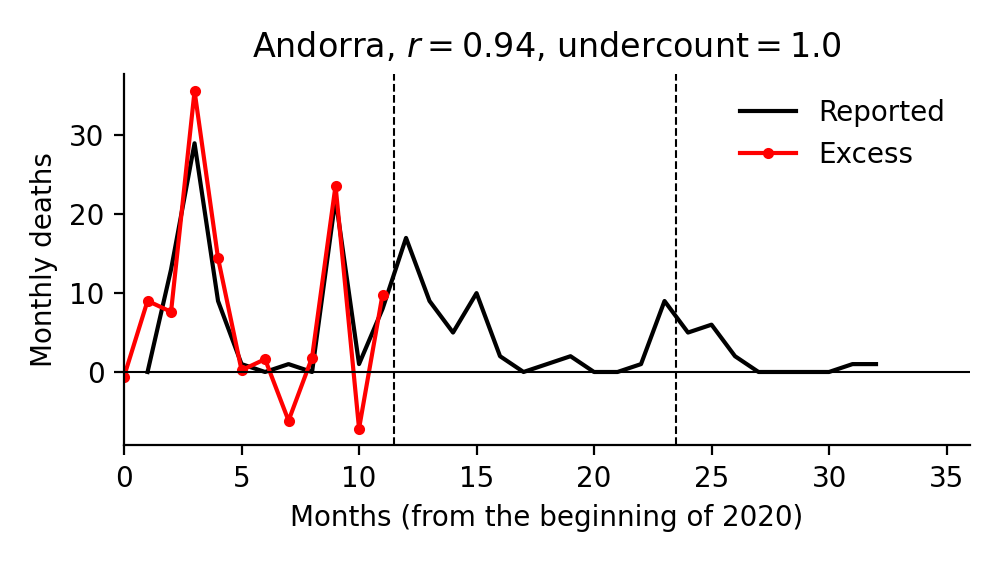 Andorra, r = 0.94, undercount = 1.0
Reported
Excess
Monthly deaths
30
20
10
0
0 5 10 15 20 25 30 35
Months (from the beginning of 2020)